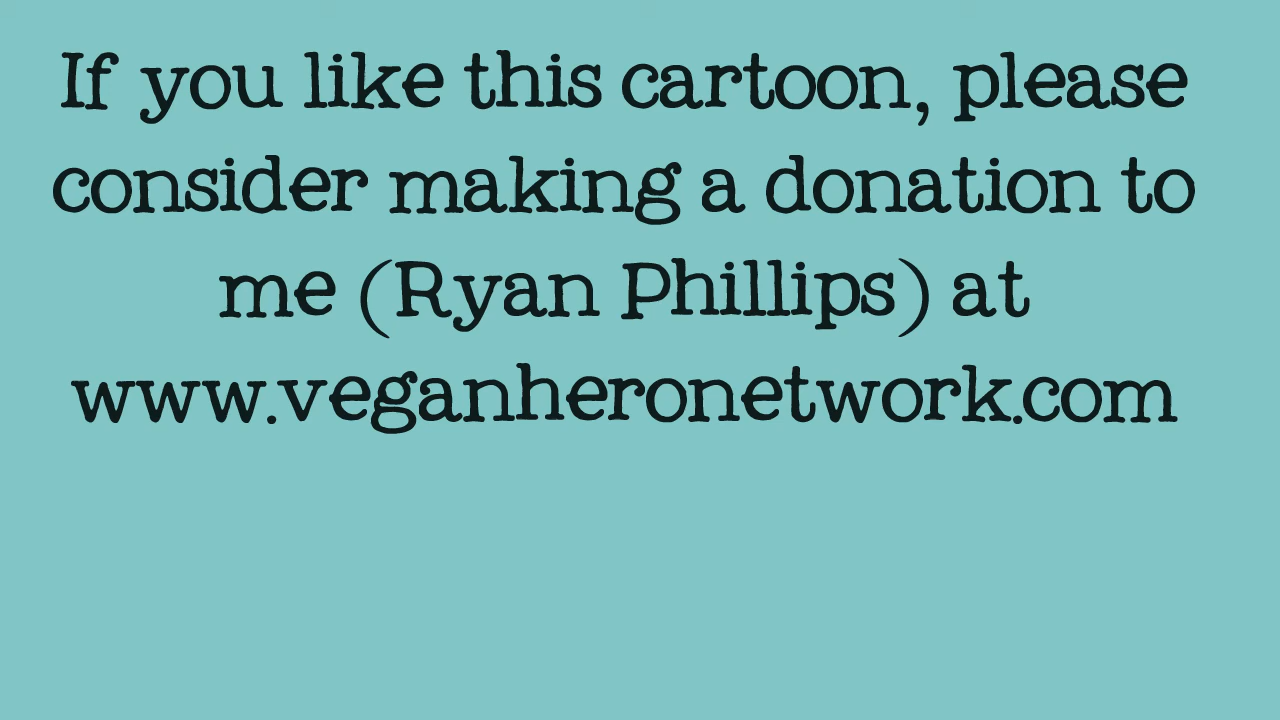 If you like this cartoon, please
consider making a donation to
me (Ryan Phillips) at
www.veganheronetwork.com